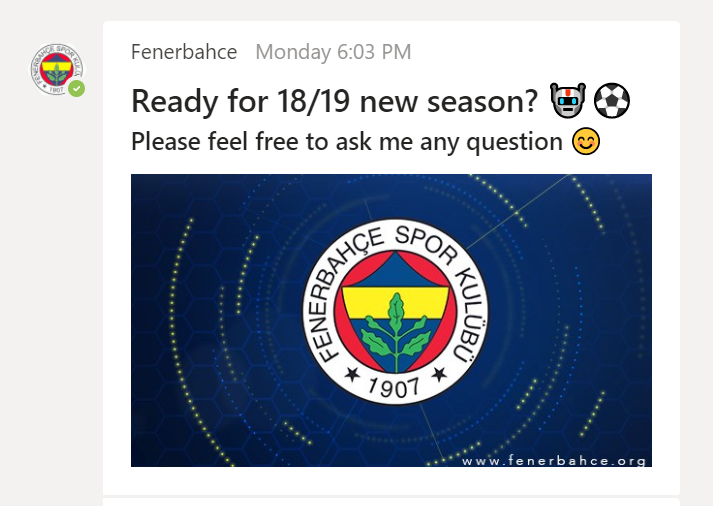 Fenerbahce Monday 6:03 PM
Ready for 18/19 new season? 🤖⚽
Please feel free to ask me any question 😊
FENERBAHÇE SPOR KULÜBÜ
★ 1907 ★
www.fenerbahce.org